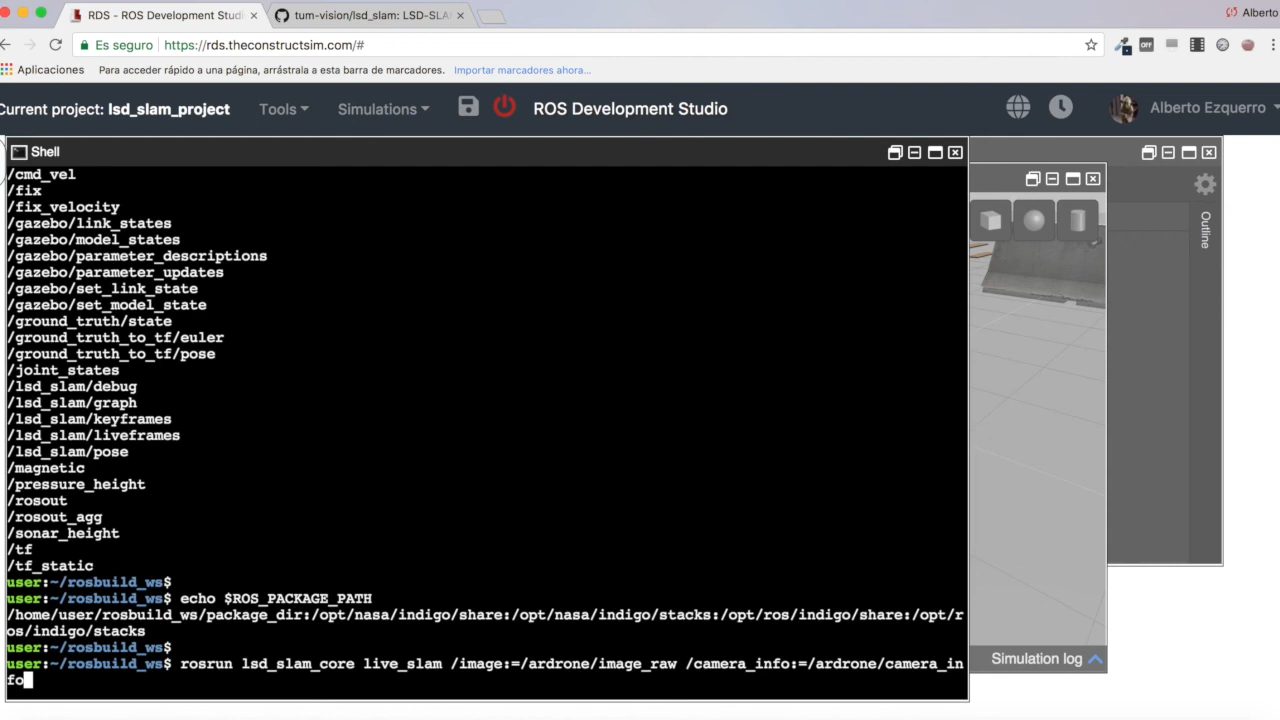 RDS - ROS Development Studi
tum-vision/lsd_slam: LSD-SLA
Alberto
Es seguro
https://rds.theconstructsim.com/#
OFF
Aplicaciones
Para acceder rápido a una página, arrástrala a esta barra de marcadores.
Importar marcadores ahora...
Current project: lsd_slam_project
Tools
Simulations
ROS Development Studio
Alberto Ezquerro
Shell
/cmd_vel
/fix
/fix_velocity
/gazebo/link_states
/gazebo/model_states
/gazebo/parameter_descriptions
/gazebo/parameter_updates
/gazebo/set_link_state
/gazebo/set_model_state
/ground_truth/state
/ground_truth_to_tf/euler
/ground_truth_to_tf/pose
/joint_states
/lsd_slam/debug
/lsd_slam/graph
/lsd_slam/keyframes
/lsd_slam/liveframes
/lsd_slam/pose
/magnetic
/pressure_height
/rosout
/rosout_agg
/sonar_height
/tf
/tf_static
user:~/rosbuild_ws$
user:~/rosbuild_ws$ echo $ROS_PACKAGE_PATH
/home/user/rosbuild_ws/package_dir:/opt/nasa/indigo/share:/opt/nasa/indigo/stacks:/opt/ros/indigo/share:/opt/r
os/indigo/stacks
user:~/rosbuild_ws$
user:~/rosbuild_ws$ rosrun lsd_slam_core live_slam /image:=/ardrone/image_raw /camera_info:=/ardrone/camera_in
fo
Outline
Simulation log